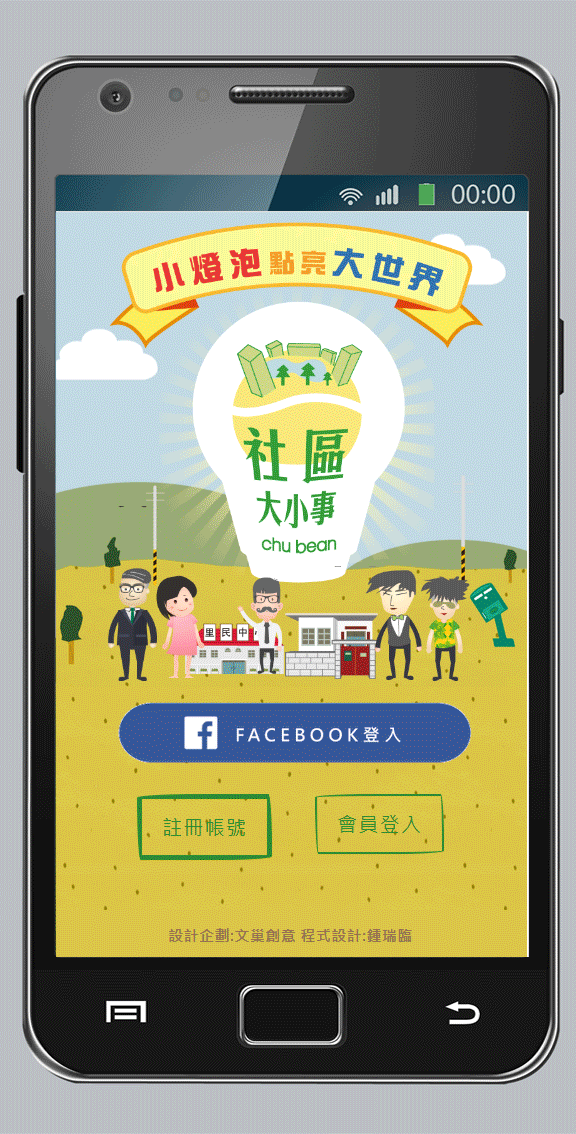 00:00
小燈泡點亮大世界
社區
大小事
chu bean
里民中
FACEBOOK登入
註冊帳號
會員登入
設計企劃:文巢創意 程式設計:鍾瑞臨